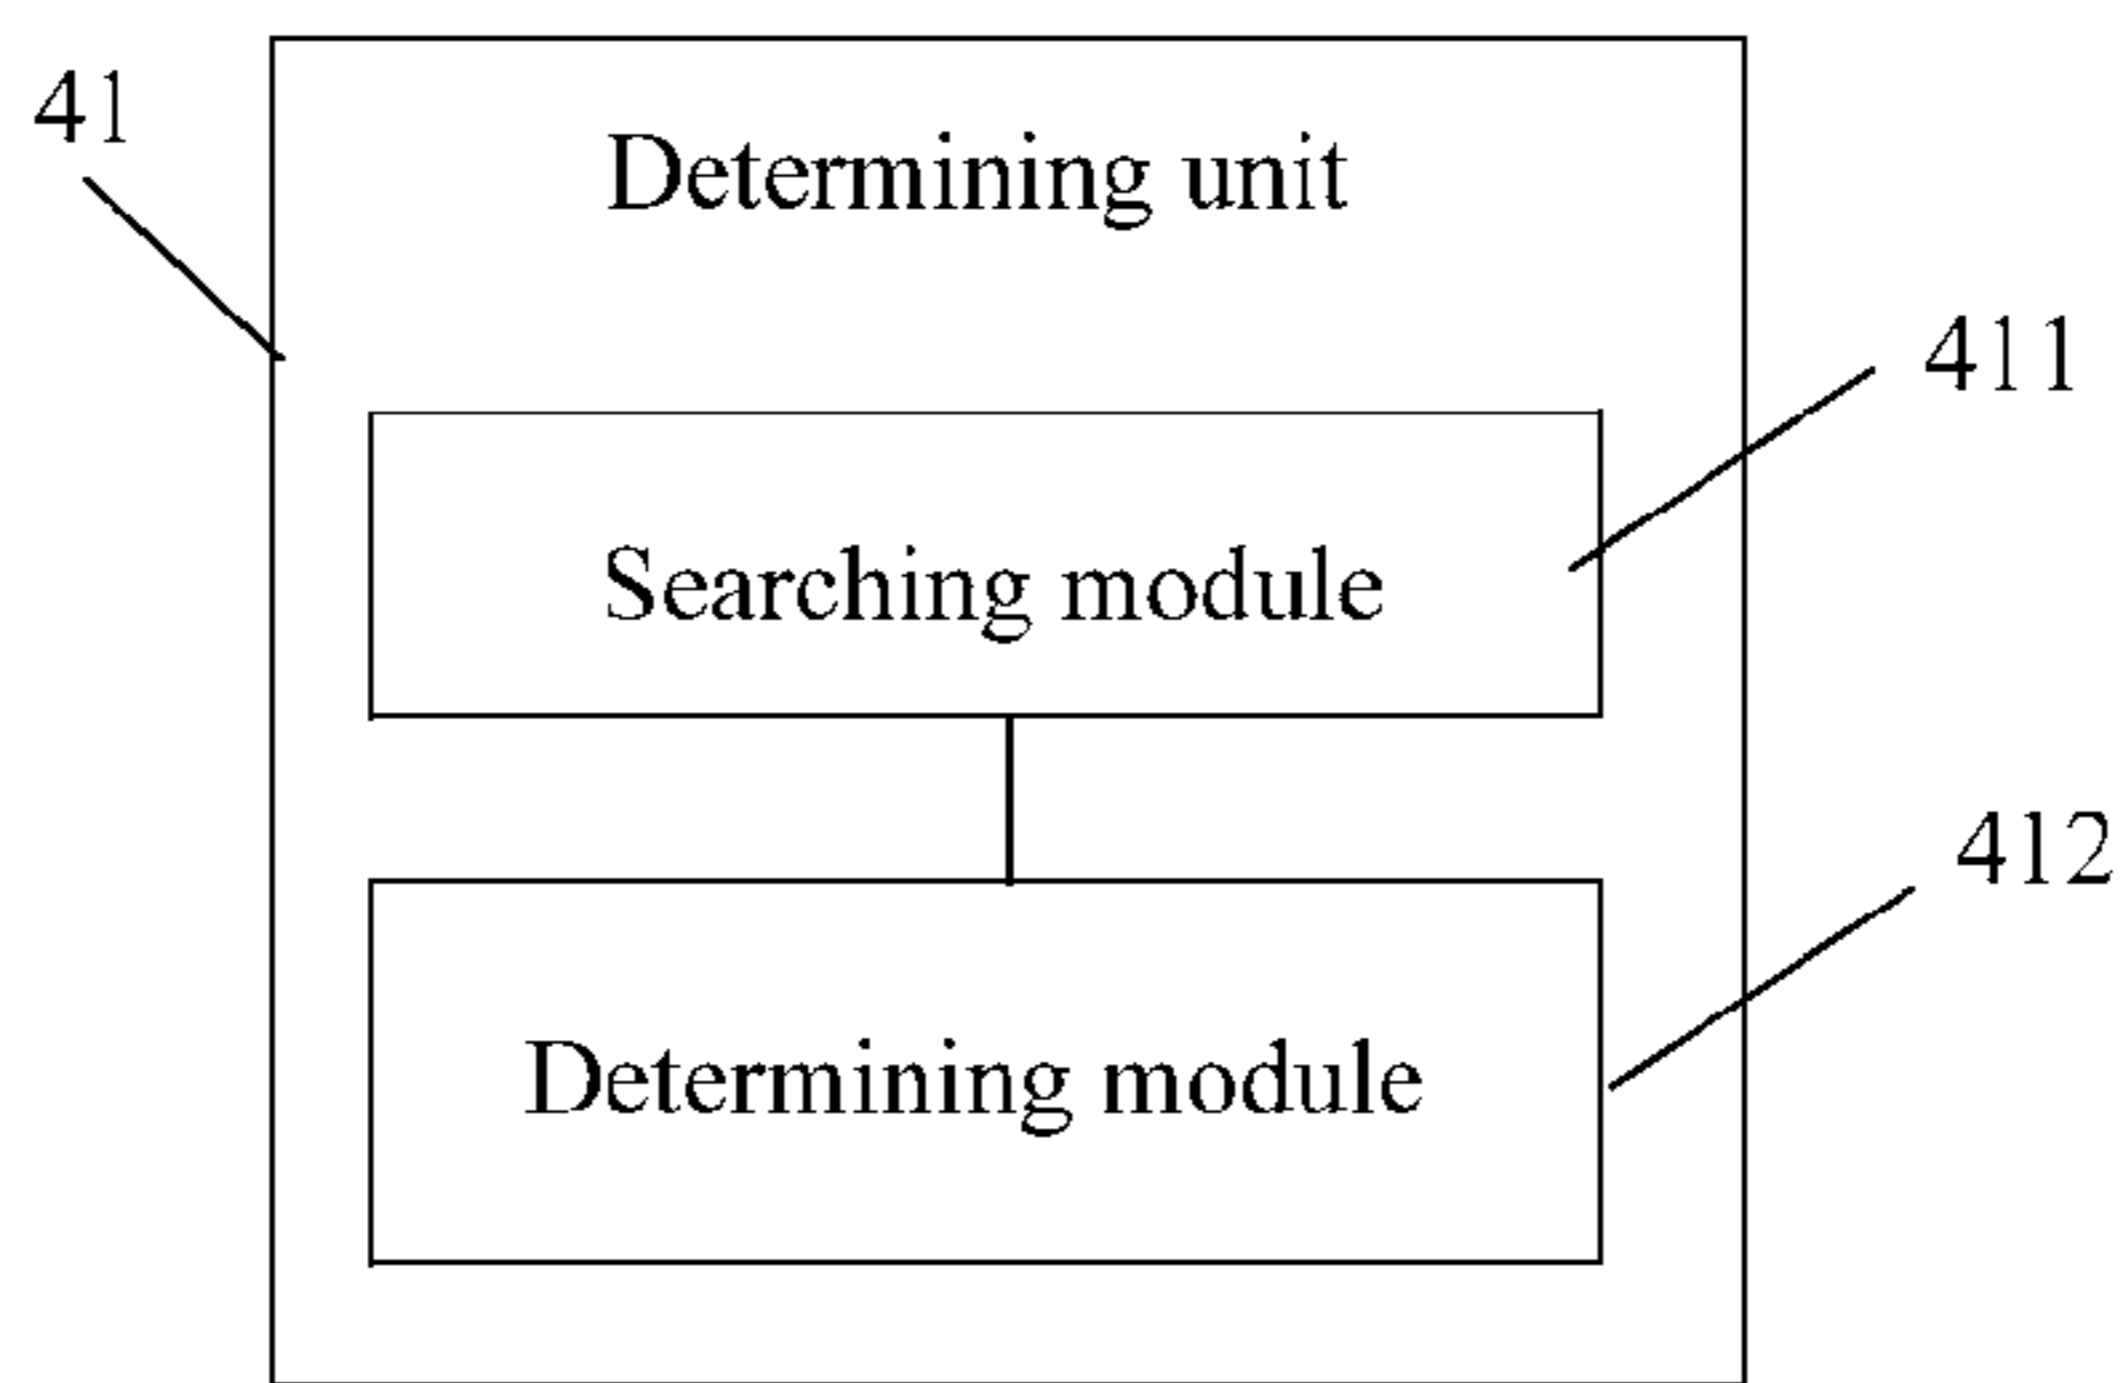 41
Determining unit
411
Searching module
412
Determining module